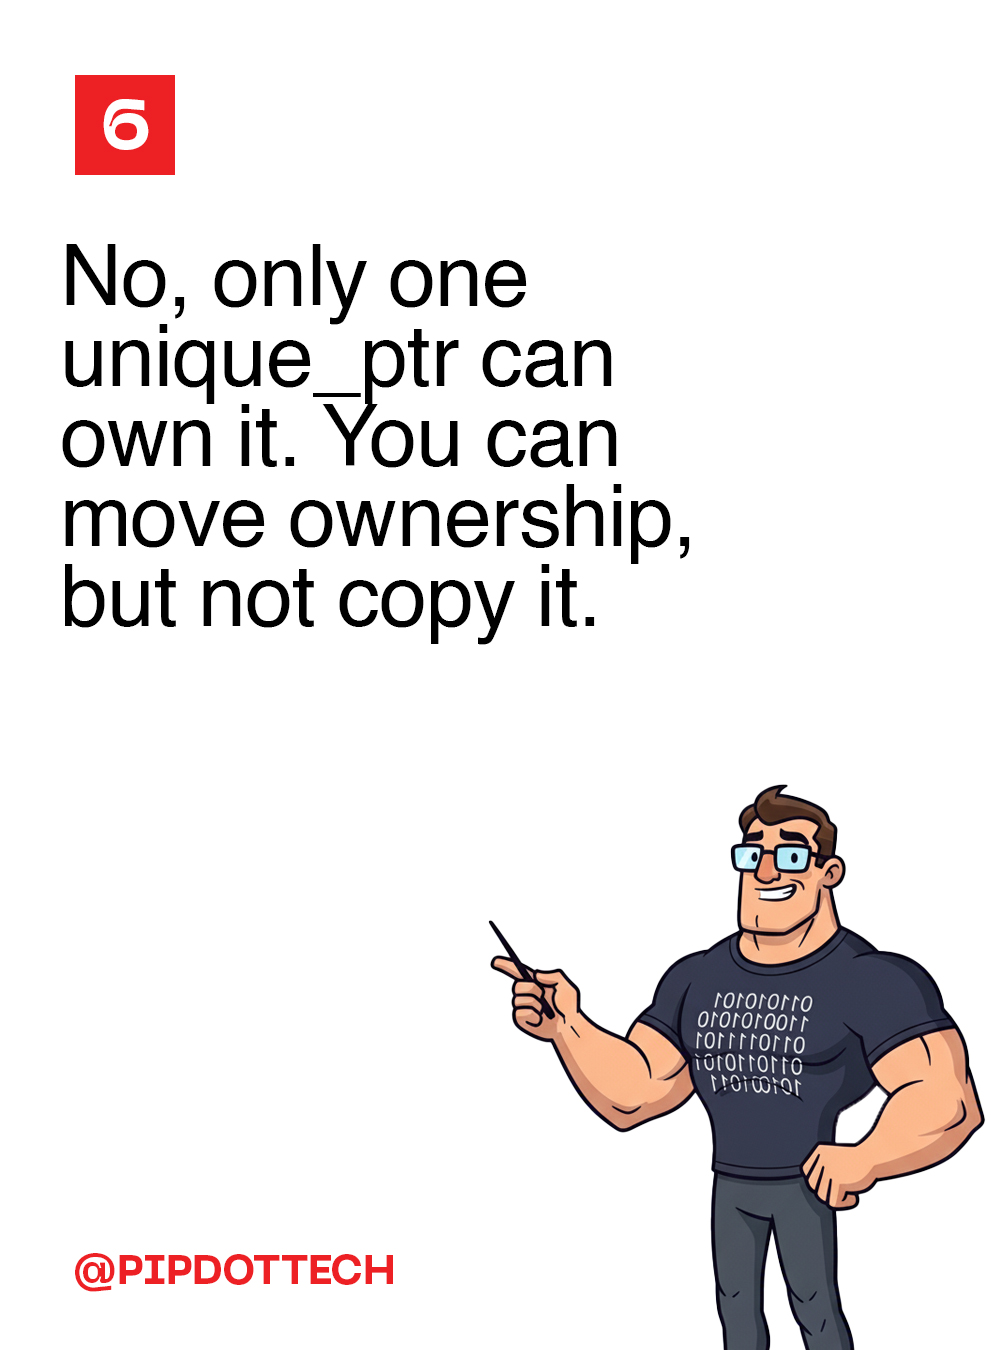 6
No, only one
unique_ptr can
own it. You can
move ownership,
but not copy it.
@PIPDOTTECH